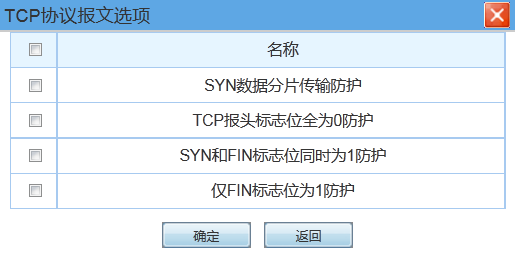 TCP协议报文选项
名称
SYN数据分片传输防护
TCP报头标志位全为0防护
SYN和FIN标志位同时为1防护
仅FIN标志位为1防护
确定 返回